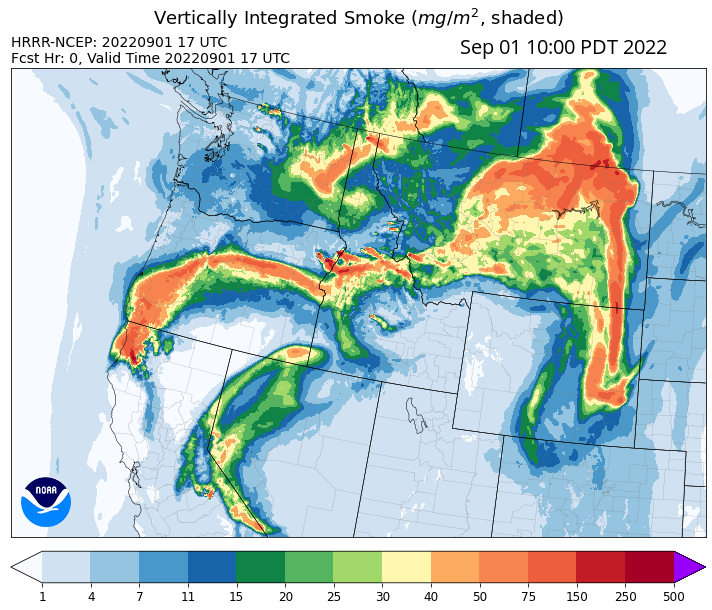 Vertically Integrated Smoke (mg/m², shaded)
HRRR-NCEP: 20220901 17 UTC
Fcst Hr: 0, Valid Time 20220901 17 UTC
Sep 01 10:00 PDT 2022
NOAA
1 4 7 11 15 20 25 30 40 50 75 150 250 500